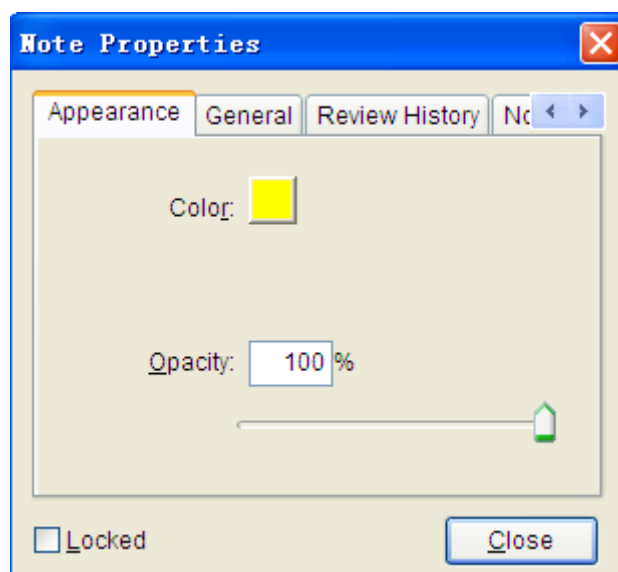 Note Properties
Appearance General Review History
Color:
Opacity: 100 %
Locked Close